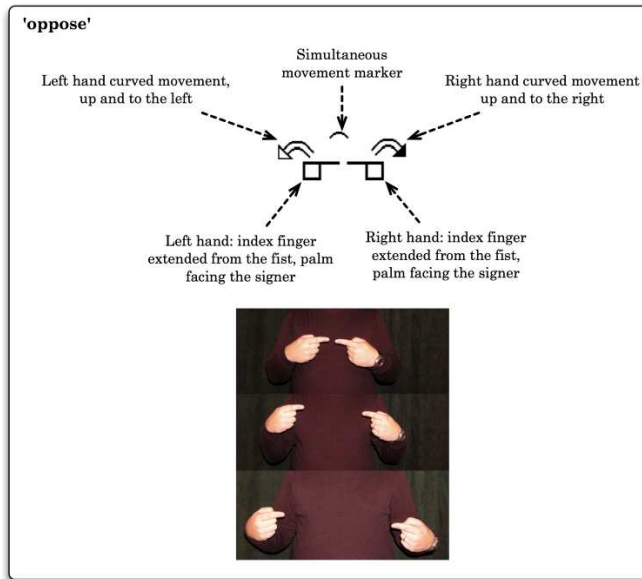 'oppose'
Simultaneous
movement marker
Left hand curved movement,
up and to the left
Right hand curved movement
up and to the right
Left hand: index finger
extended from the fist, palm
facing the signer
Right hand: index finger
extended from the fist,
palm facing the signer